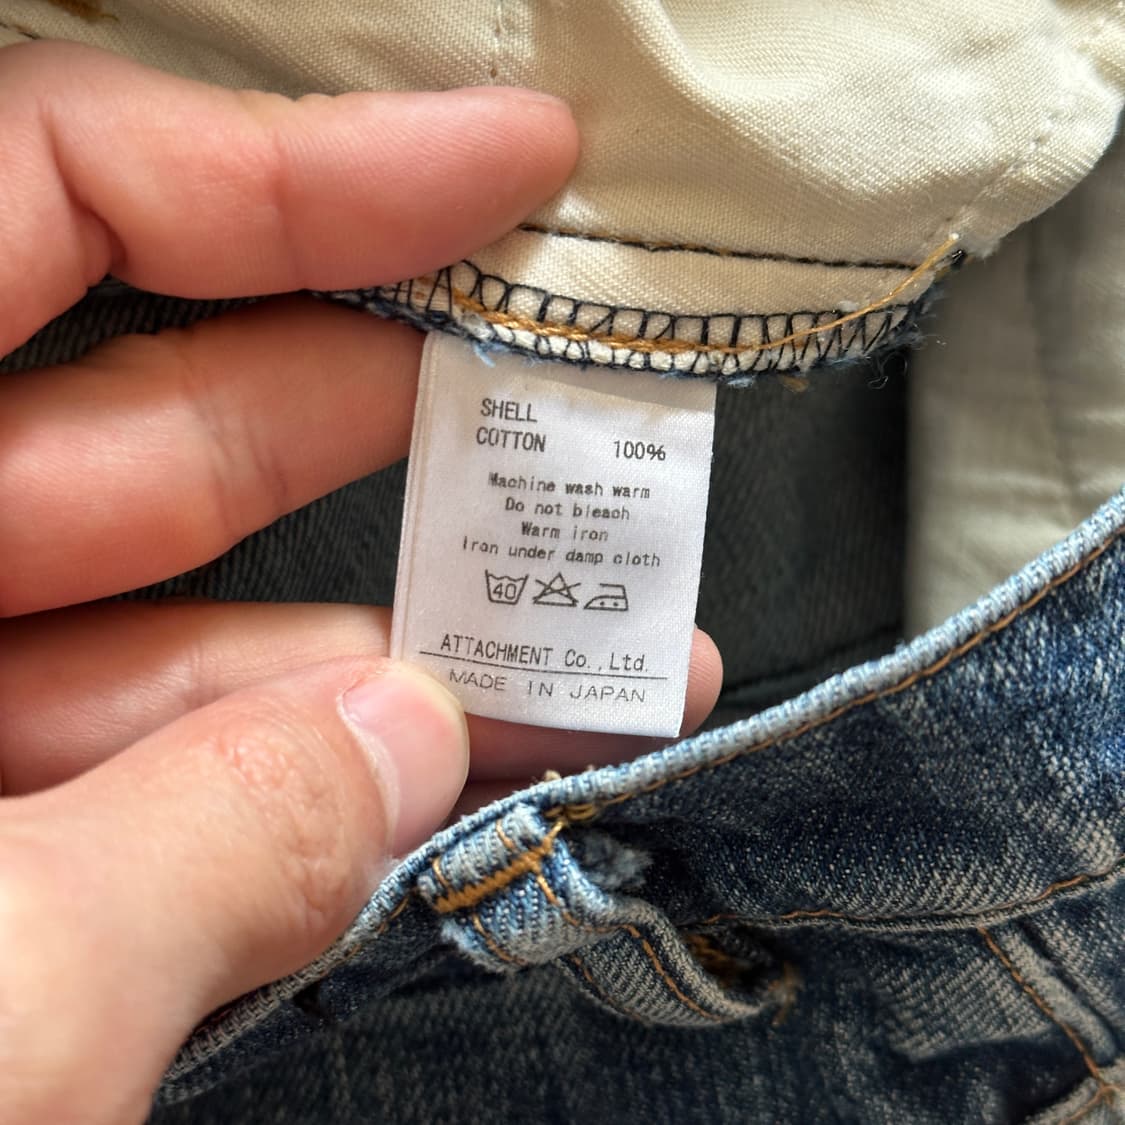 SHELL
COTTON 100%
Machine wash warm
Do not bleach
Warm iron
Iron under damp cloth
40
ATTACHMENT Co.,Ltd.
MADE IN JAPAN